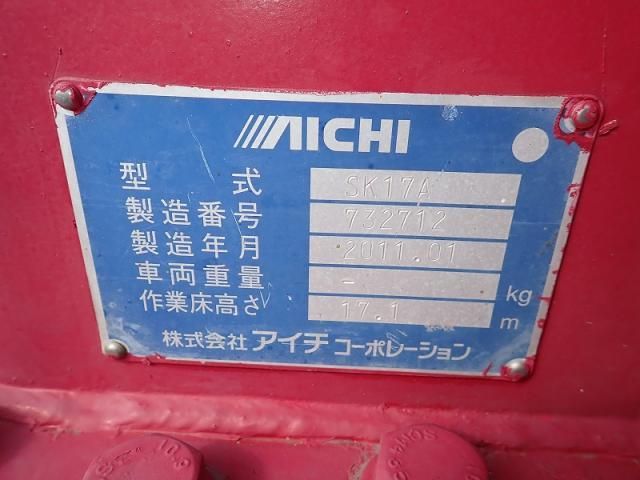 AICHI
型式 SK17A
製造番号 732712
製造年月 2011.01
車両重量 - kg
作業床高さ 17.1 m
株式会社 アイチ コーポレーション
10.9